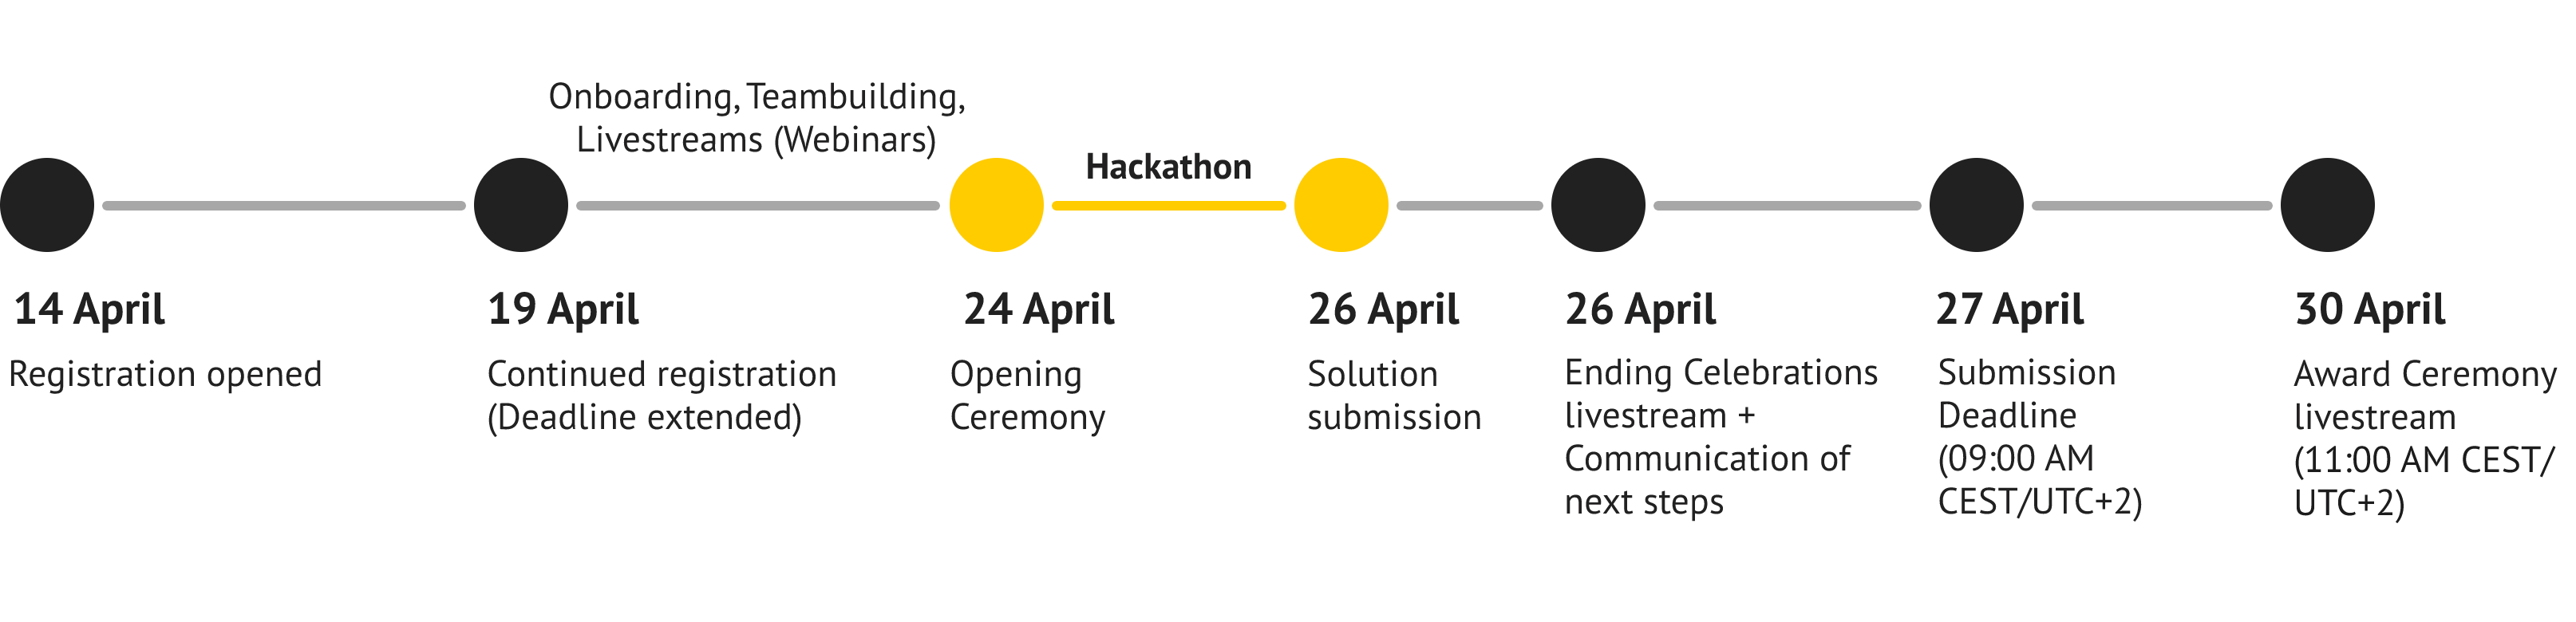 Onboarding, Teambuilding,
Livestreams (Webinars)
Hackathon
14 April
Registration opened
19 April
Continued registration
(Deadline extended)
24 April
Opening
Ceremony
26 April
Solution
submission
26 April
Ending Celebrations
livestream +
Communication of
next steps
27 April
Submission
Deadline
(09:00 AM
CEST/UTC+2)
30 April
Award Ceremony
livestream
(11:00 AM CEST/
UTC+2)